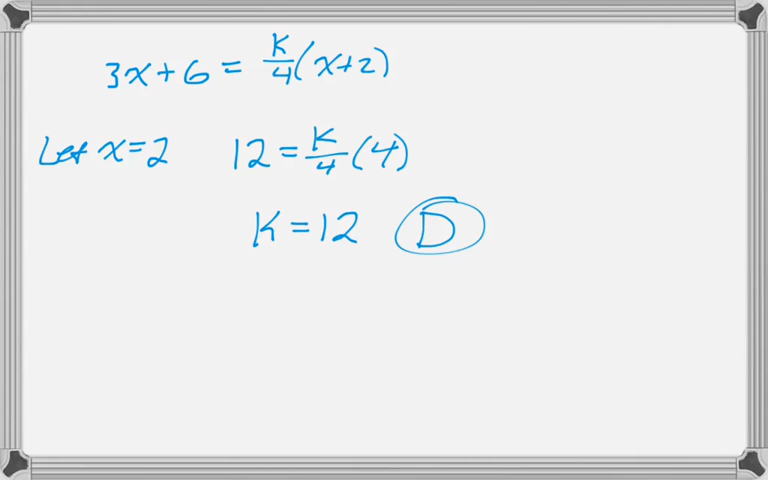 3x+6 = K/4(x+2)
Let x=2 12 = K/4(4)
K = 12 D